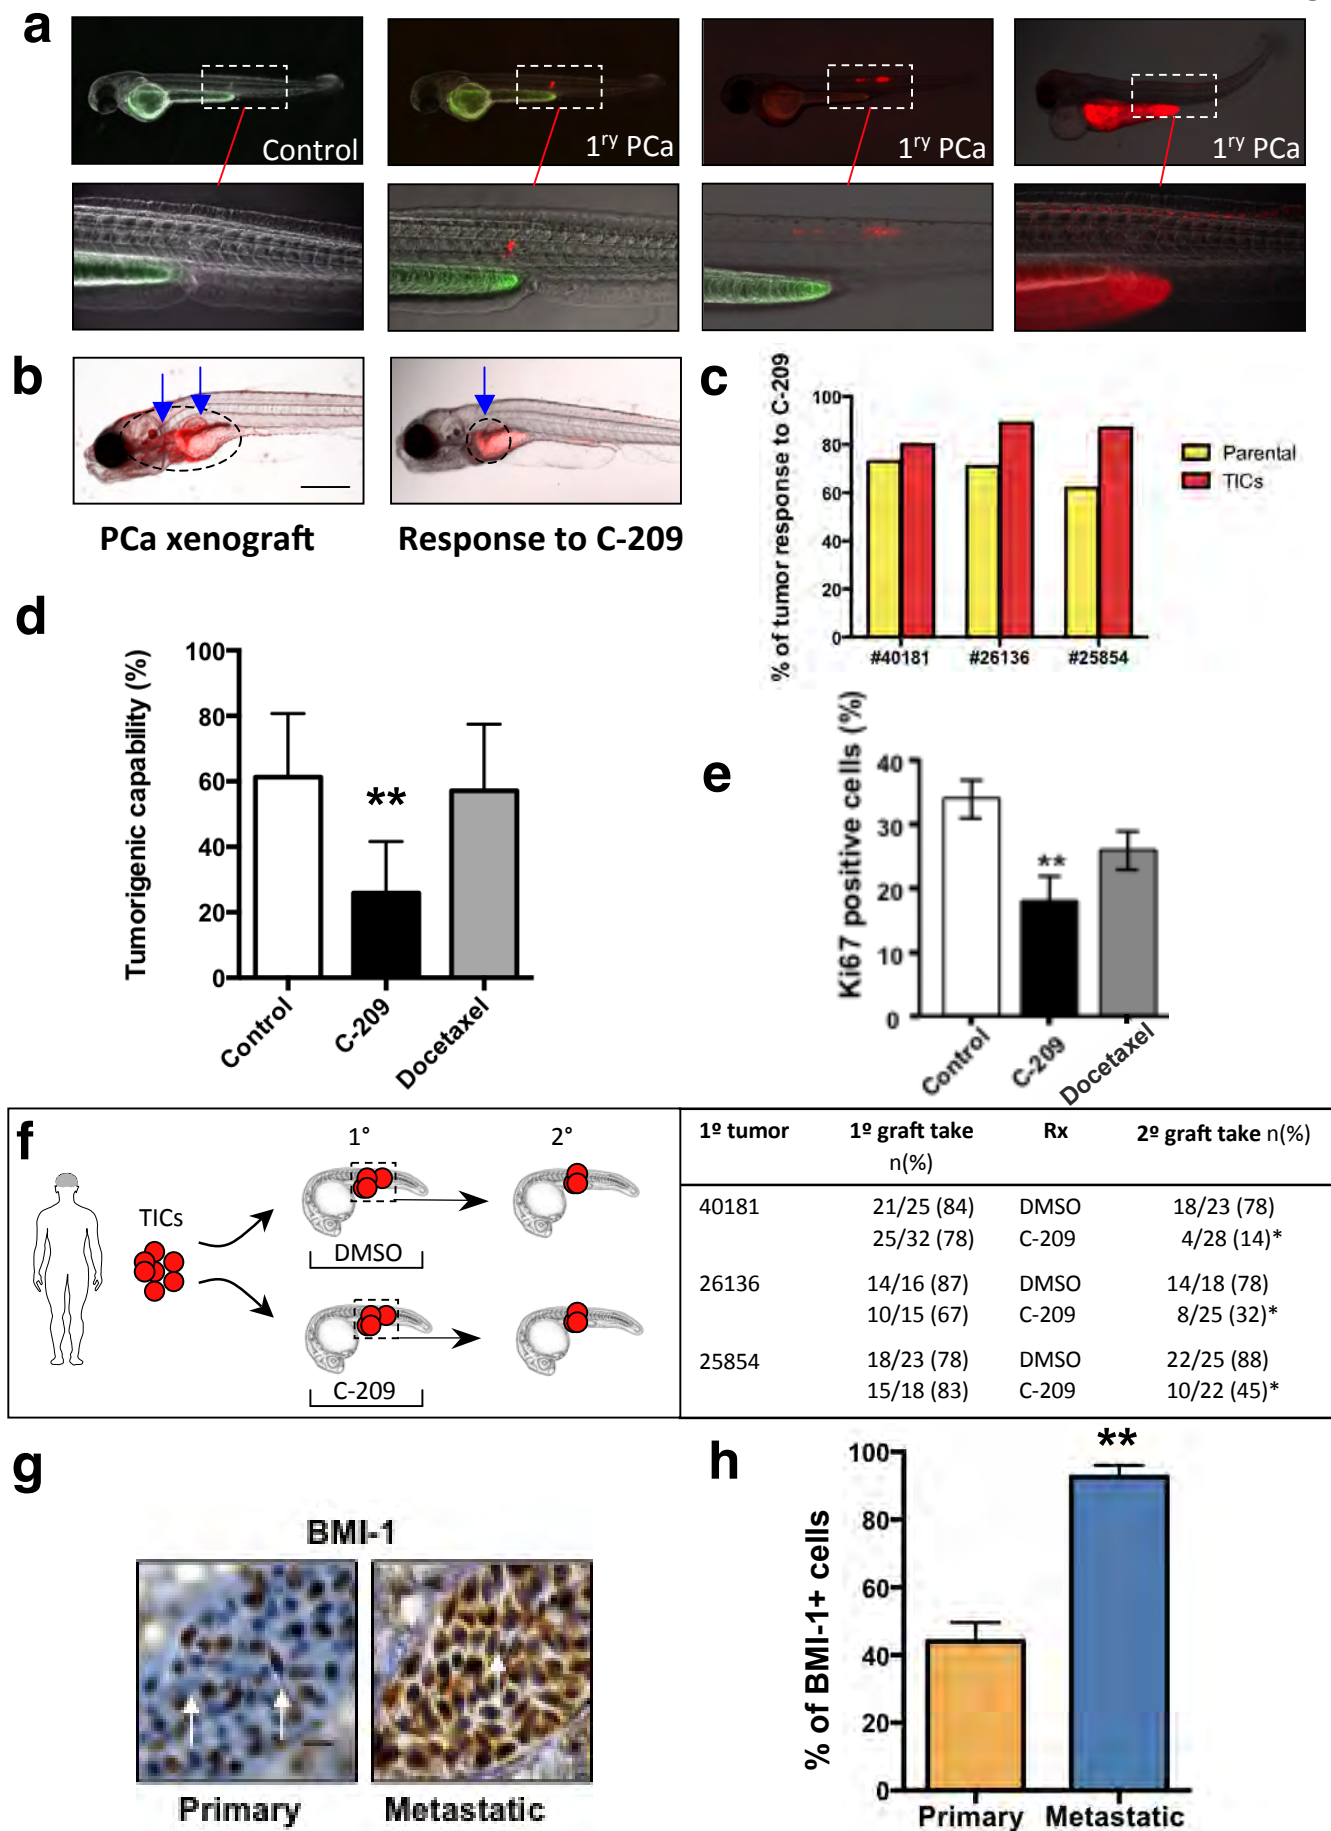 a
Control
1ry PCa
1ry PCa
1ry PCa
b
PCa xenograft
Response to C-209
c
% of tumor response to C-209
100
80
60
40
20
0
#40181
#26136
#25854
Parental
TICs
d
Tumorigenic capability (%)
100
80
60
40
20
0
**
Control
C-209
Docetaxel
e
Ki67 positive cells (%)
40
30
20
10
0
**
Control
C-209
Docetaxel
f
TICs
1°
2°
DMSO
C-209
1º tumor 1º graft take Rx 2º graft take n(%)
n(%)
40181 21/25 (84) DMSO 18/23 (78)
25/32 (78) C-209 4/28 (14)*
26136 14/16 (87) DMSO 14/18 (78)
10/15 (67) C-209 8/25 (32)*
25854 18/23 (78) DMSO 22/25 (88)
15/18 (83) C-209 10/22 (45)*
g
BMI-1
Primary
Metastatic
h
% of BMI-1+ cells
100
80
60
40
20
0
**
Primary
Metastatic